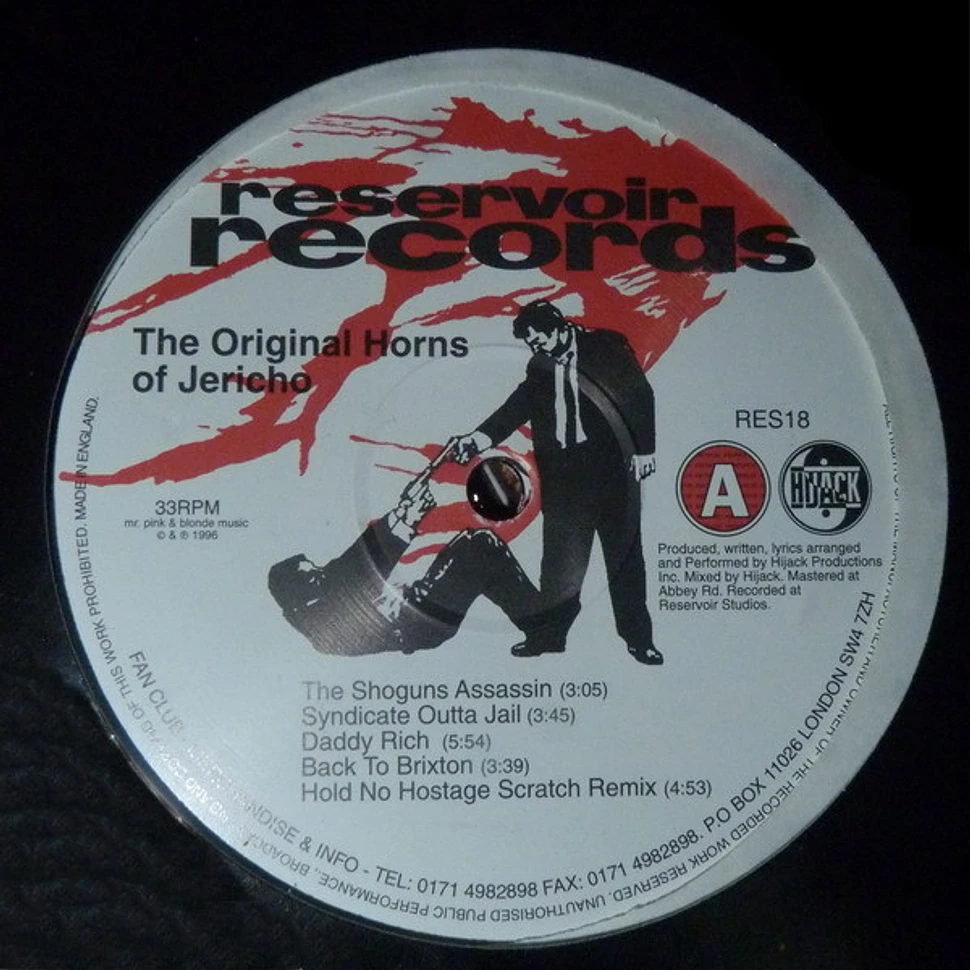 reservoir
records
The Original Horns
of Jericho
RES18
A
HIJACK
33RPM
mr. pink & blonde music
© & ℗ 1996
Produced, written, lyrics arranged
and Performed by Hijack Productions
Inc. Mixed by Hijack. Mastered at
Abbey Rd. Recorded at
Reservoir Studios.
The Shoguns Assassin (3:05)
Syndicate Outta Jail (3:45)
Daddy Rich (5:54)
Back To Brixton (3:39)
Hold No Hostage Scratch Remix (4:53)
FAN CLUB & INFO - TEL: 0171 4982898 FAX: 0171 4982898. P.O BOX 11026 LONDON SW4 7ZH
OWNER OF THE RECORDED WORK RESERVED. UNAUTHORISED PUBLIC PERFORMANCE, OF THIS WORK PROHIBITED. MADE IN ENGLAND.